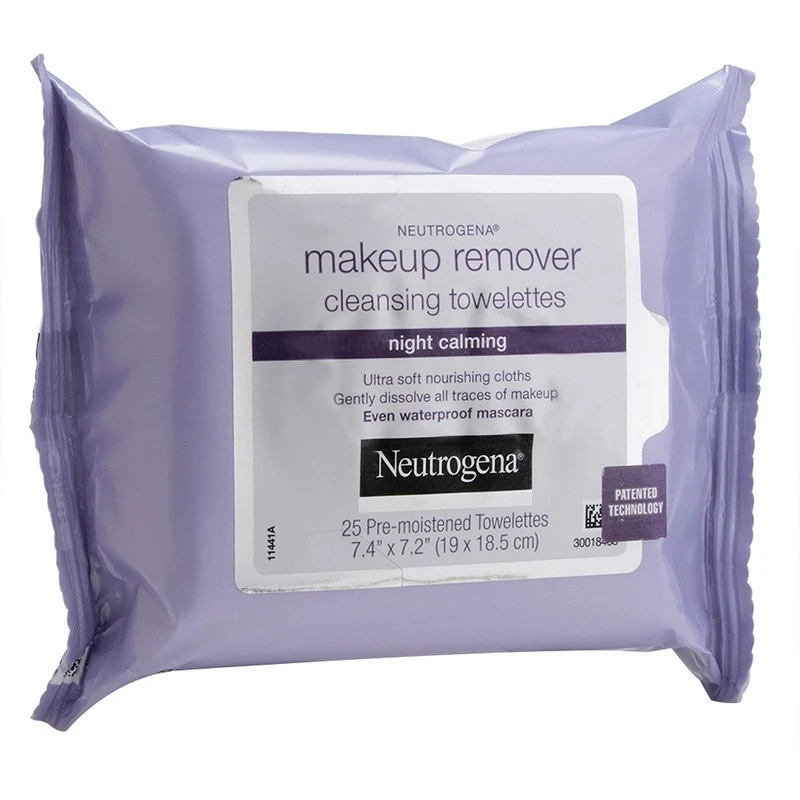 NEUTROGENA®
makeup remover
cleansing towelettes
night calming
Ultra soft nourishing cloths
Gently dissolve all traces of makeup
Even waterproof mascara
Neutrogena®
25 Pre-moistened Towelettes
7.4” x 7.2” (19 x 18.5 cm)
11441A
PATENTED
TECHNOLOGY